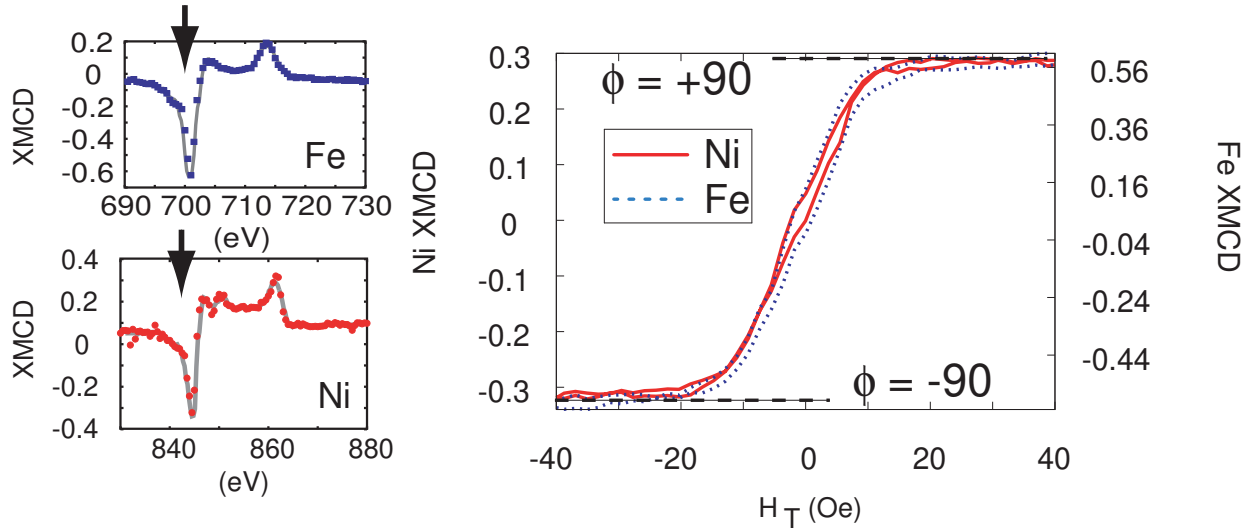 0.2
0
-0.2
-0.4
-0.6
XMCD
Fe
690 700 710 720 730
(eV)
0.4
0.2
0
-0.2
-0.4
XMCD
Ni
840 860 880
(eV)
0.3
0.2
0.1
0
-0.1
-0.2
-0.3
Ni XMCD
ϕ = +90
Ni
Fe
ϕ = -90
-40 -20 0 20 40
H T (Oe)
0.56
0.36
0.16
-0.04
-0.24
-0.44
Fe XMCD